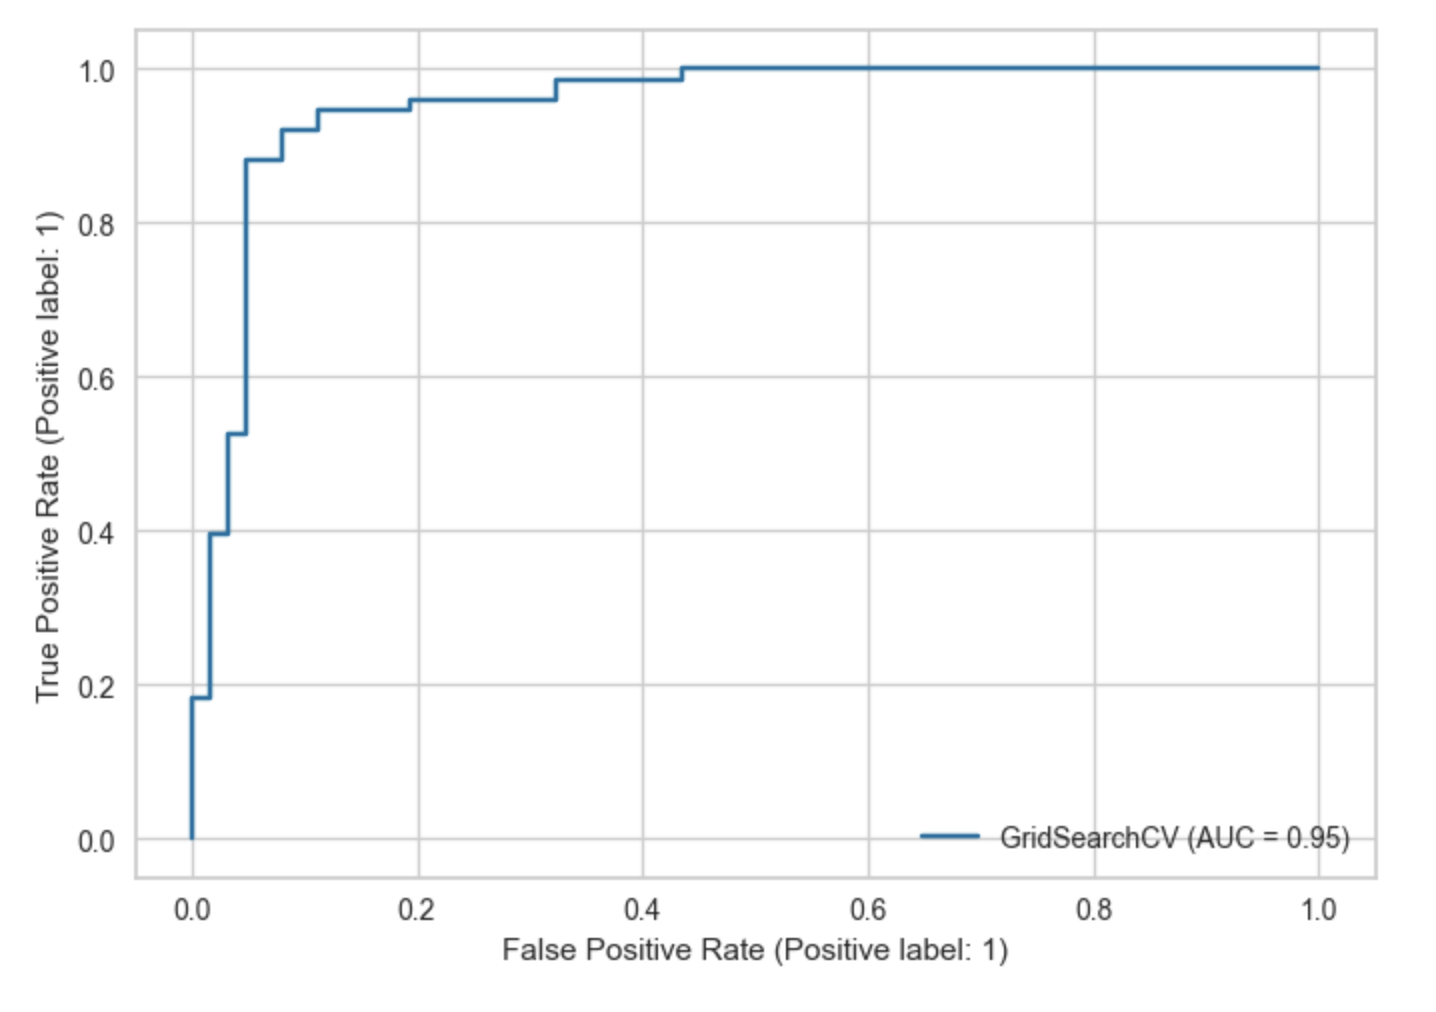 1.0
0.8
0.6
0.4
0.2
0.0
True Positive Rate (Positive label: 1)
GridSearchCV (AUC = 0.95)
0.0 0.2 0.4 0.6 0.8 1.0
False Positive Rate (Positive label: 1)